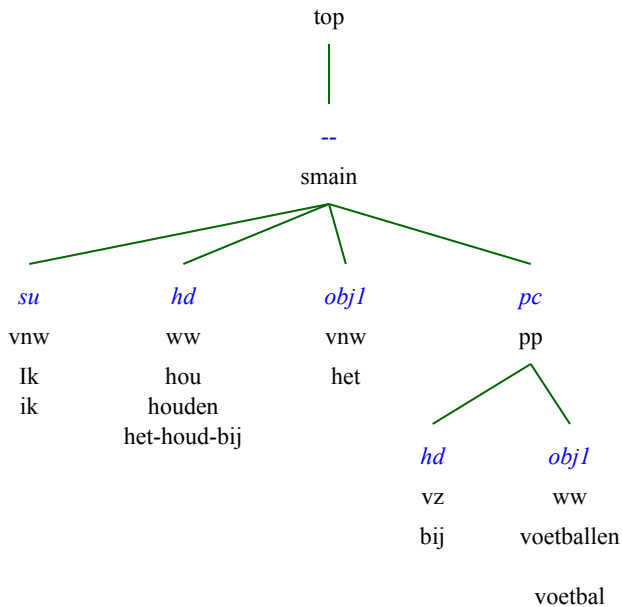 top
--
smain
su hd obj1 pc
vnw ww vnw pp
Ik hou het
ik houden
het-houd-bij
hd obj1
vz ww
bij voetballen
voetbal